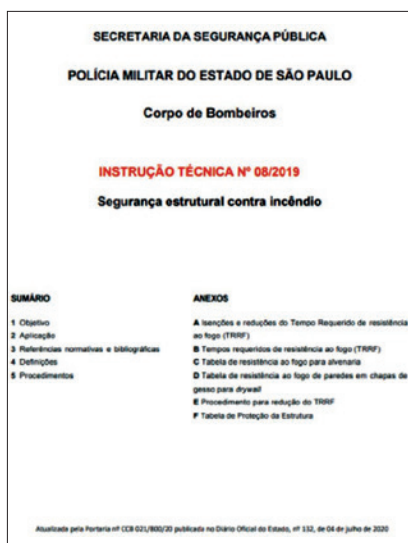 SECRETARIA DA SEGURANÇA PÚBLICA
POLÍCIA MILITAR DO ESTADO DE SÃO PAULO
Corpo de Bombeiros
INSTRUÇÃO TÉCNICA Nº 08/2019
Segurança estrutural contra incêndio
SUMÁRIO
1 Objetivo
2 Aplicação
3 Referências normativas e bibliográficas
4 Definições
5 Procedimentos
ANEXOS
A Isenções e reduções do Tempo Requerido de resistência
ao fogo (TRRF)
B Tempos requeridos de resistência ao fogo (TRRF)
C Tabela de resistência ao fogo para alvenaria
D Tabela de resistência ao fogo de paredes em chapas de
gesso para drywall
E Procedimento para redução do TRRF
F Tabela de Proteção da Estrutura
Atualizada pela Portaria nº CCB 021/800/20 publicada no Diário Oficial do Estado, nº 132, de 04 de julho de 2020